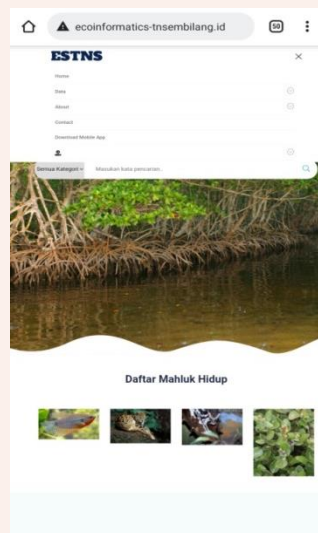 ecoinformatics-tnsembilang.id
50
ESTNS
Home
Data
About
Contact
Download Mobile App
Semua Kategori
Masukan kata pencarian..
Daftar Mahluk Hidup